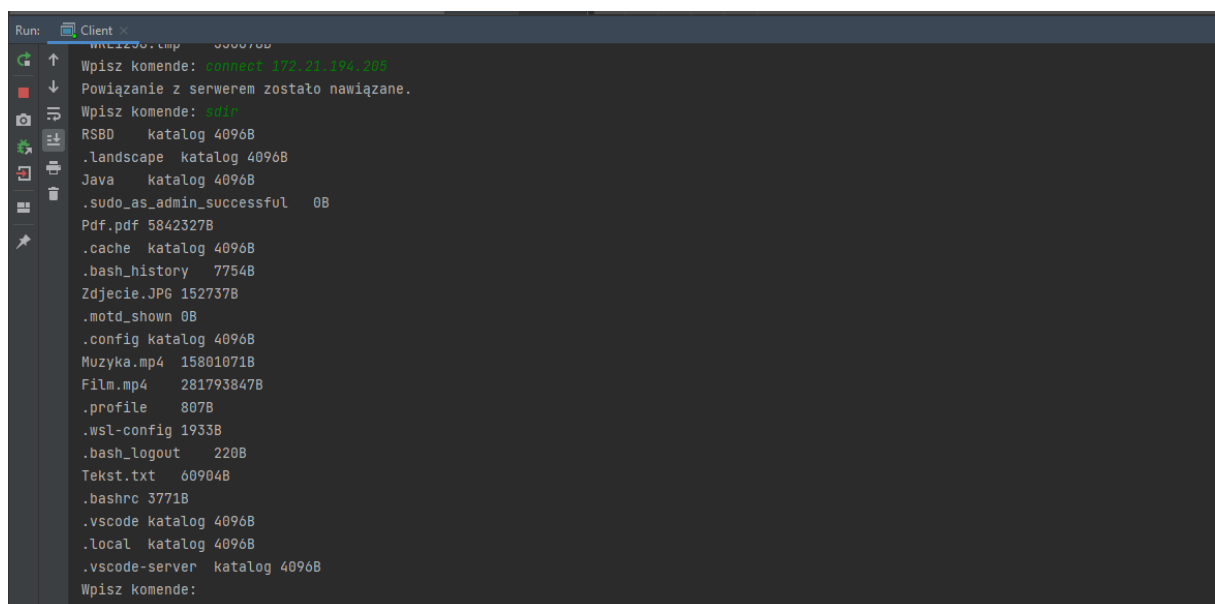 Run: Client
Wpisz komende: connect 172.21.194.205
Powiązanie z serwerem zostało nawiązane.
Wpisz komende: sdir
RSBD katalog 4096B
.landscape katalog 4096B
Java katalog 4096B
.sudo_as_admin_successful 0B
Pdf.pdf 5842327B
.cache katalog 4096B
.bash_history 7754B
Zdjecie.JPG 152737B
.motd_shown 0B
.config katalog 4096B
Muzyka.mp4 15801071B
Film.mp4 281793847B
.profile 807B
.wsl-config 1933B
.bash_logout 220B
Tekst.txt 60904B
.bashrc 3771B
.vscode katalog 4096B
.local katalog 4096B
.vscode-server katalog 4096B
Wpisz komende: